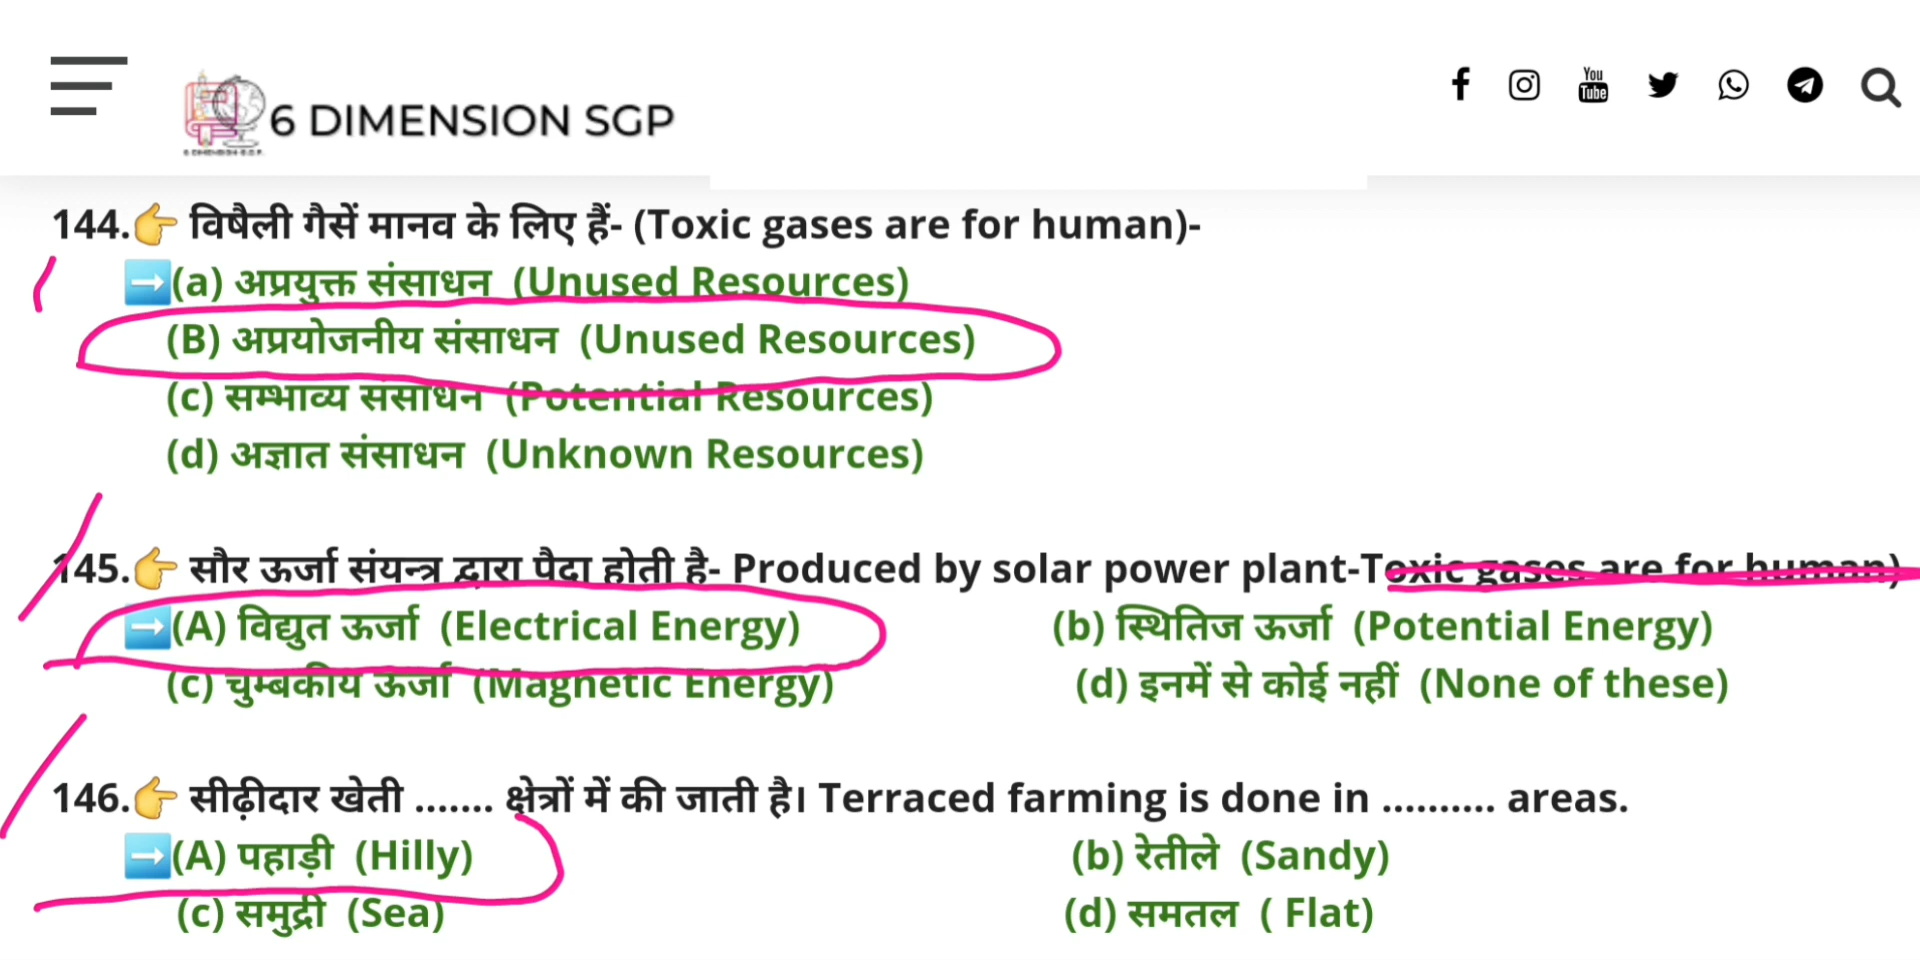 6 DIMENSION SGP
You Tube
144.👉 विषैली गैसें मानव के लिए हैं- (Toxic gases are for human)-
➡(a) अप्रयुक्त संसाधन (Unused Resources)
(B) अप्रयोजनीय संसाधन (Unused Resources)
(c) सम्भाव्य संसाधन (Potential Resources)
(d) अज्ञात संसाधन (Unknown Resources)
145.👉 सौर ऊर्जा संयन्त्र द्वारा पैदा होती है- Produced by solar power plant-Toxic gases are for human)
➡(A) विद्युत ऊर्जा (Electrical Energy) (b) स्थितिज ऊर्जा (Potential Energy)
(c) चुम्बकीय ऊर्जा (Magnetic Energy) (d) इनमें से कोई नहीं (None of these)
146.👉 सीढ़ीदार खेती ....... क्षेत्रों में की जाती है। Terraced farming is done in .......... areas.
➡(A) पहाड़ी (Hilly) (b) रेतीले (Sandy)
(c) समुद्री (Sea) (d) समतल ( Flat)